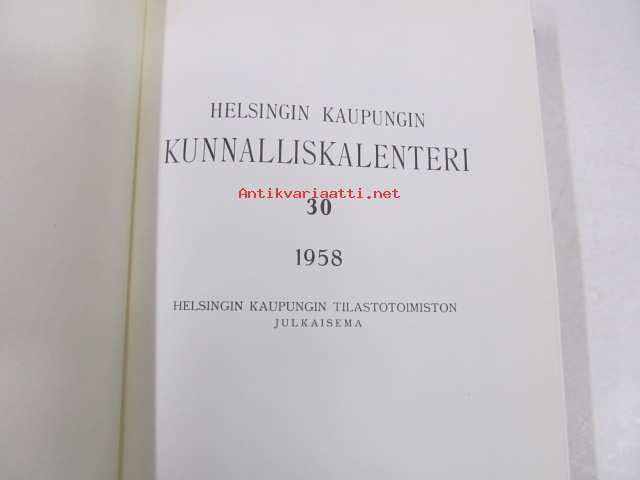 HELSINGIN KAUPUNGIN
KUNNALLISKALENTERI
Antikvariaatti.net
30
1958
HELSINGIN KAUPUNGIN TILASTOTOIMISTON
JULKAISEMA